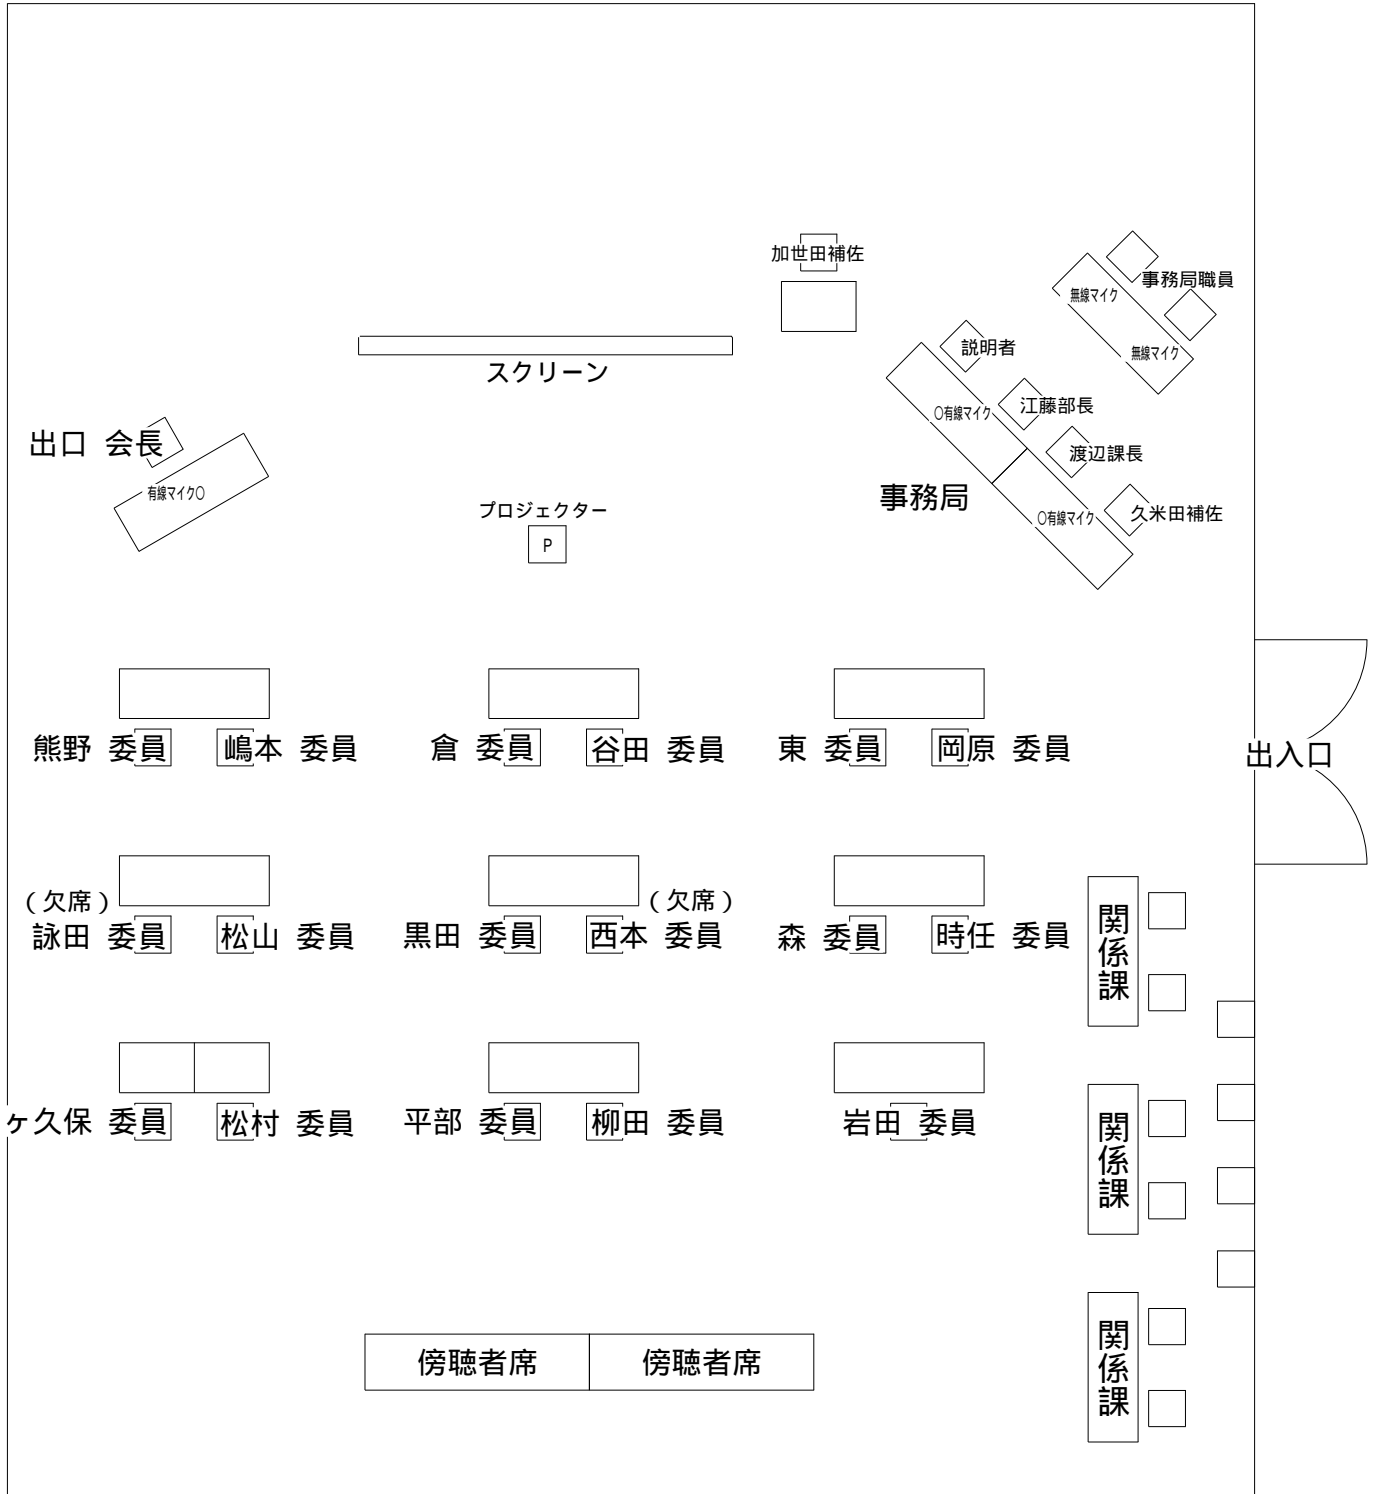 加世田補佐
事務局職員
無線マイク
無線マイク
説明者
スクリーン
江藤部長
〇有線マイク
出口 会長
渡辺課長
有線マイク〇
事務局
プロジェクター
久米田補佐
〇有線マイク
P
熊野 委員 嶋本 委員 倉 委員 谷田 委員 東 委員 岡原 委員
出入口
(欠席) (欠席)
詠田 委員 松山 委員 黒田 委員 西本 委員 森 委員 時任 委員
関係課
ヶ久保 委員 松村 委員 平部 委員 柳田 委員 岩田 委員
関係課
傍聴者席 傍聴者席
関係課